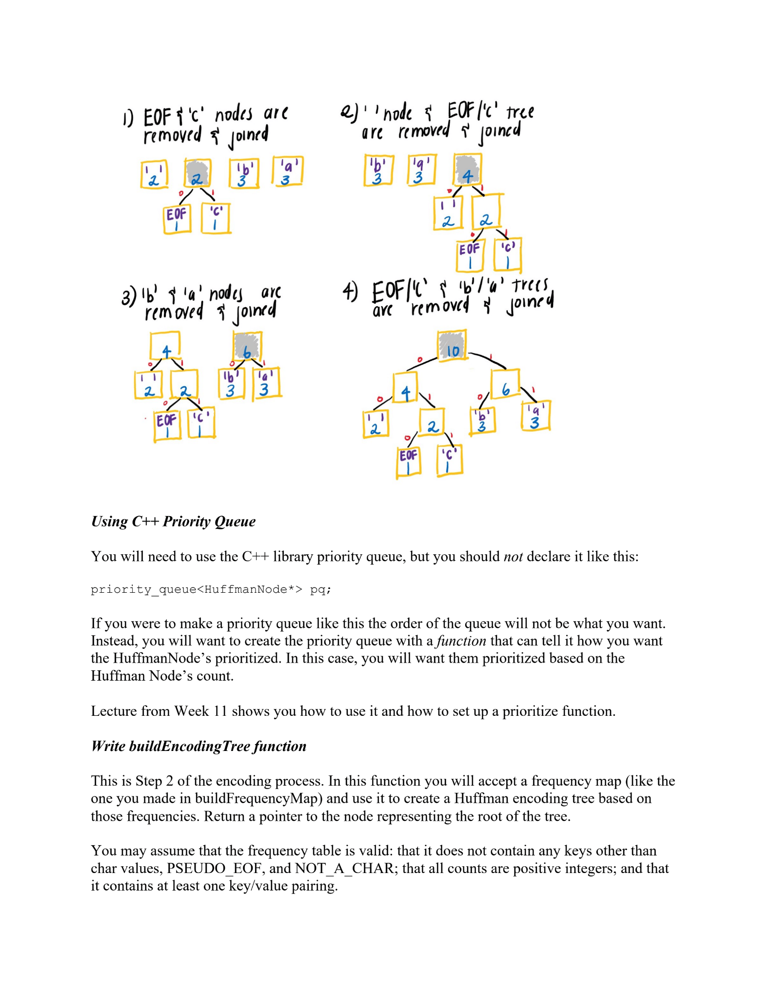 1) EOF & 'c' nodes are
removed & joined
' ' 2
2
'b' 3
'a' 3
0 1
EOF 1
'c' 1
2) ' ' node & EOF/'c' tree
are removed & joined
'b' 3
'a' 3
4
0 1
' ' 2
2
0 1
EOF 1
'c' 1
3) 'b' & 'a' nodes are
removed & joined
4
6
0 1
0 1
' ' 2
2
'b' 3
'a' 3
0 1
EOF 1
'c' 1
4) EOF/'c' & 'b'/'a' trees
are removed & joined
10
0 1
4
6
0 1
0 1
' ' 2
2
'b' 3
'a' 3
0 1
EOF 1
'c' 1
Using C++ Priority Queue
You will need to use the C++ library priority queue, but you should not declare it like this:
priority_queue<HuffmanNode*> pq;
If you were to make a priority queue like this the order of the queue will not be what you want.
Instead, you will want to create the priority queue with a function that can tell it how you want
the HuffmanNode’s prioritized. In this case, you will want them prioritized based on the
Huffman Node’s count.
Lecture from Week 11 shows you how to use it and how to set up a prioritize function.
Write buildEncodingTree function
This is Step 2 of the encoding process. In this function you will accept a frequency map (like the
one you made in buildFrequencyMap) and use it to create a Huffman encoding tree based on
those frequencies. Return a pointer to the node representing the root of the tree.
You may assume that the frequency table is valid: that it does not contain any keys other than
char values, PSEUDO_EOF, and NOT_A_CHAR; that all counts are positive integers; and that
it contains at least one key/value pairing.